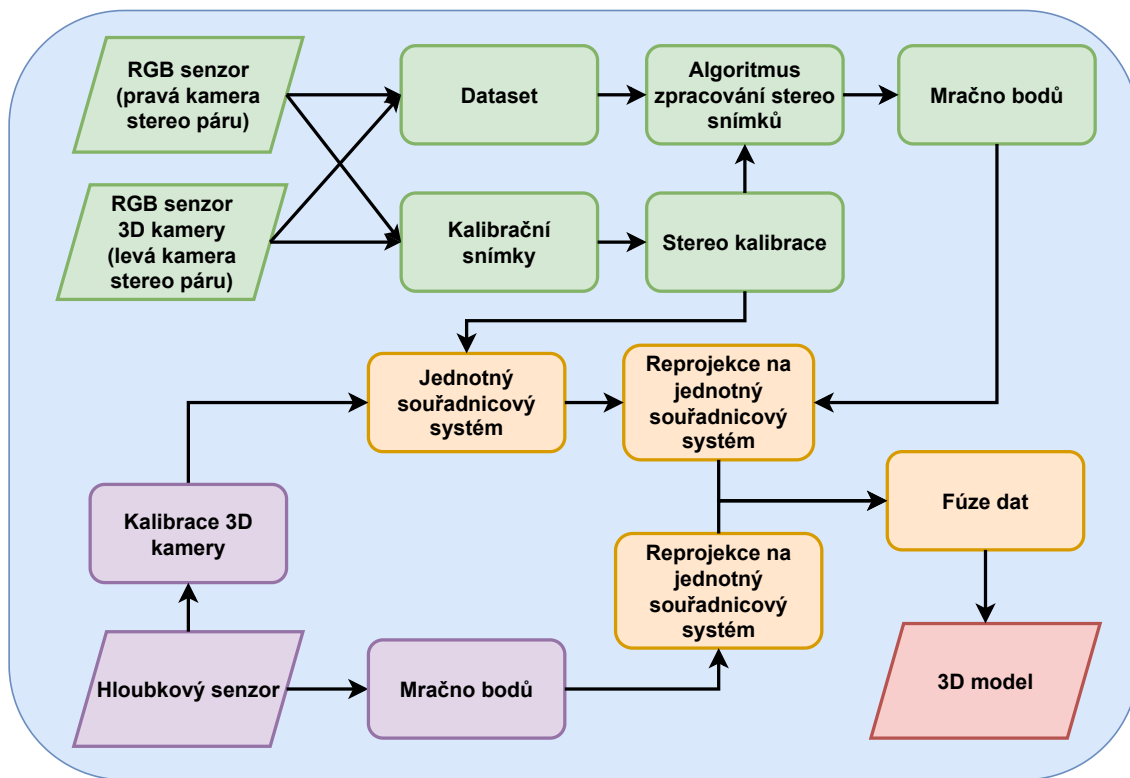 RGB senzor
(pravá kamera
stereo páru)
Dataset
Algoritmus
zpracování stereo
snímků
Mračno bodů
RGB senzor
3D kamery
(levá kamera
stereo páru)
Kalibrační
snímky
Stereo kalibrace
Jednotný
souřadnicový
systém
Reprojekce na
jednotný
souřadnicový
systém
Kalibrace 3D
kamery
Fúze dat
Reprojekce na
jednotný
souřadnicový
systém
Hloubkový senzor
Mračno bodů
3D model